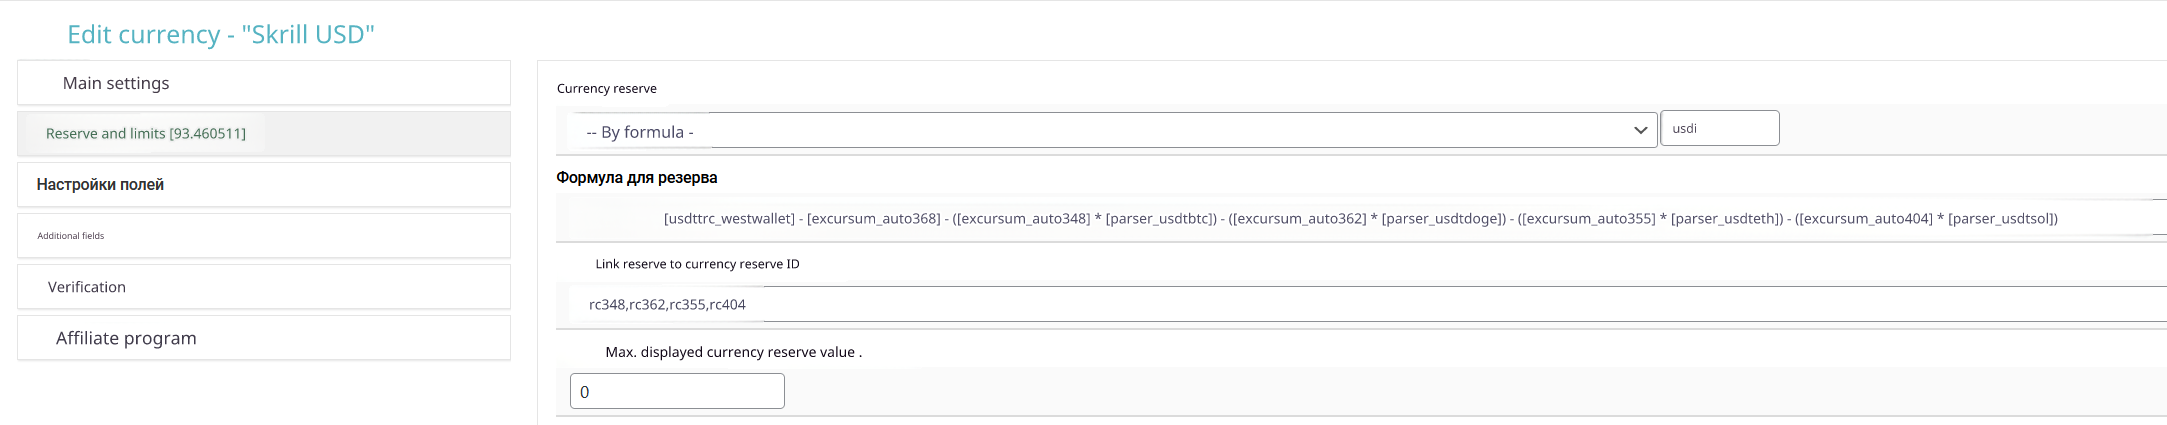 Edit currency - "Skrill USD"
Main settings
Reserve and limits [93.460511]
Настройки полей
Additional fields
Verification
Affiliate program
Currency reserve
-- By formula -
usdi
Формула для резерва
[usdttrc_westwallet] - [excursum_auto368] - ([excursum_auto348] * [parser_usdtbtc]) - ([excursum_auto362] * [parser_usdtdoge]) - ([excursum_auto355] * [parser_usdteth]) - ([excursum_auto404] * [parser_usdtsol])
Link reserve to currency reserve ID
rc348,rc362,rc355,rc404
Max. displayed currency reserve value .
0